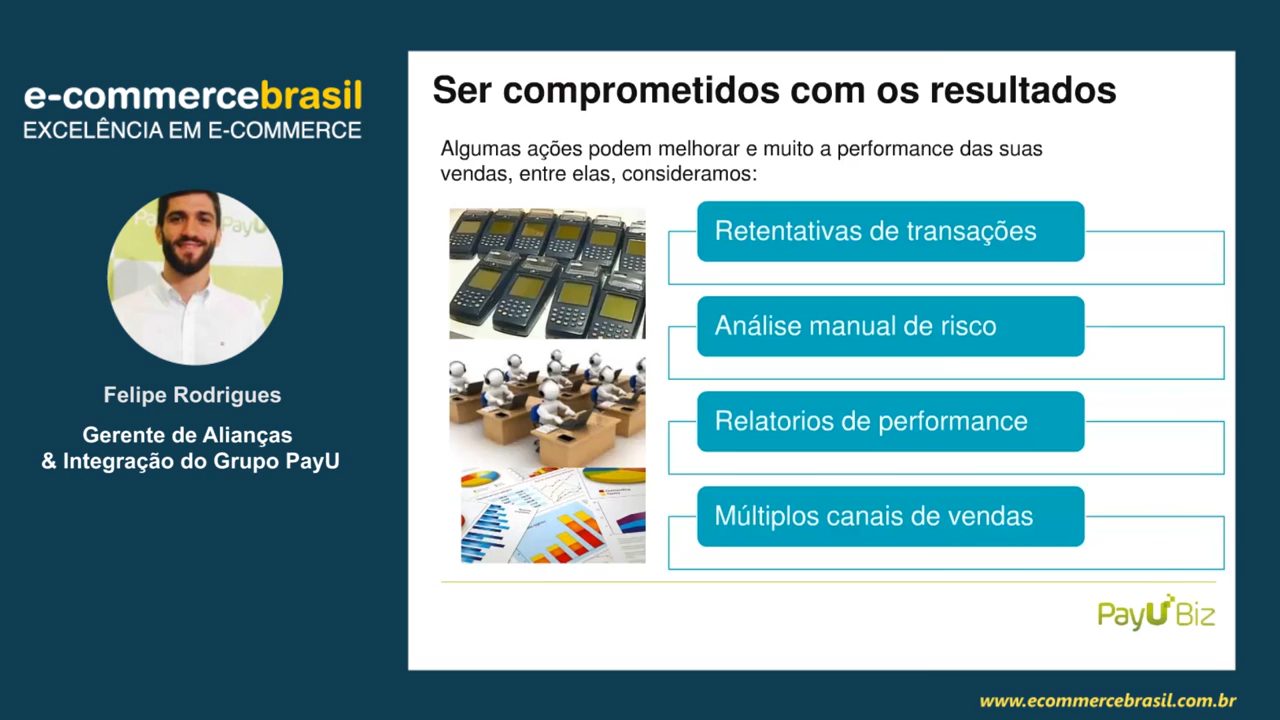 e-commercebrasil
EXCELÊNCIA EM E-COMMERCE
Felipe Rodrigues
Gerente de Alianças
& Integração do Grupo PayU
Ser comprometidos com os resultados
Algumas ações podem melhorar e muito a performance das suas
vendas, entre elas, consideramos:
Retentativas de transações
Análise manual de risco
Relatorios de performance
Múltiplos canais de vendas
PayU Biz
www.ecommercebrasil.com.br